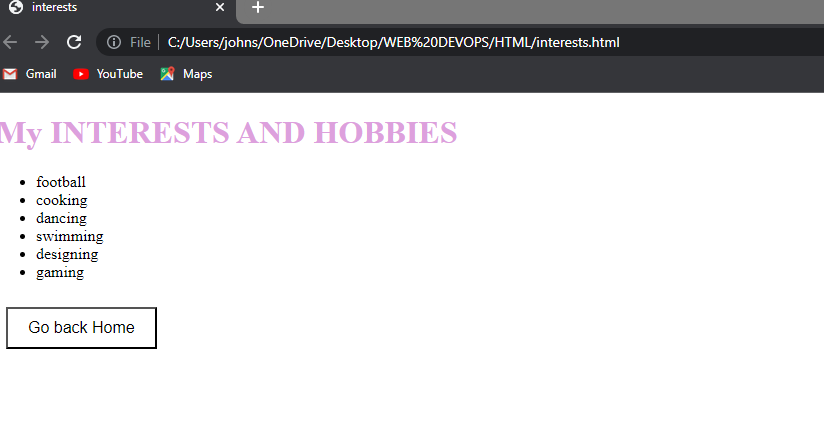 interests
File
C:/Users/johns/OneDrive/Desktop/WEB%20DEVOPS/HTML/interests.html
Gmail YouTube Maps
My INTERESTS AND HOBBIES
football
cooking
dancing
swimming
designing
gaming
Go back Home